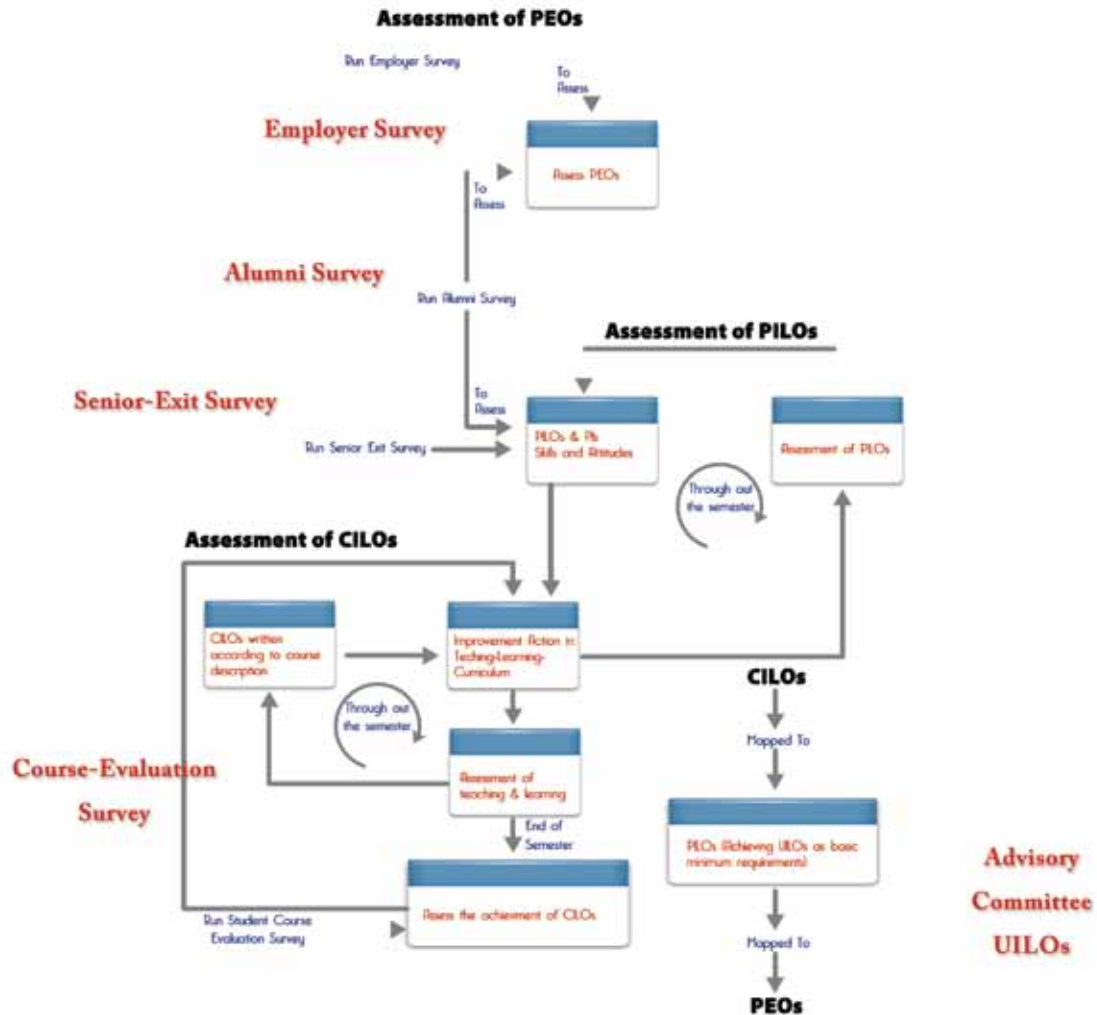 Assessment of PEOs
Run Employer Survey
To
Assess
Employer Survey
Assess PEOs
To
Assess
Alumni Survey
Run Alumni Survey
Assessment of PILOs
Senior-Exit Survey
To
Assess
Run Senior Exit Survey
PILOs & PIs
Skills and Attitudes
Assessment of PILOs
Through out
the semester
Assessment of CILOs
CILOs written
according to course
description
Improvement Action in
Teching-Learning-
Curriculum
CILOs
Through out
the semester
Mapped To
Course-Evaluation
Survey
Assessment of
teaching & learning
End of
Semester
PILOs (Achieving UILOs as basic
minimum requirements)
Advisory
Committee
UILOs
Assess the achievment of CILOs
Run Student Course
Evaluation Survey
Mapped To
PEOs